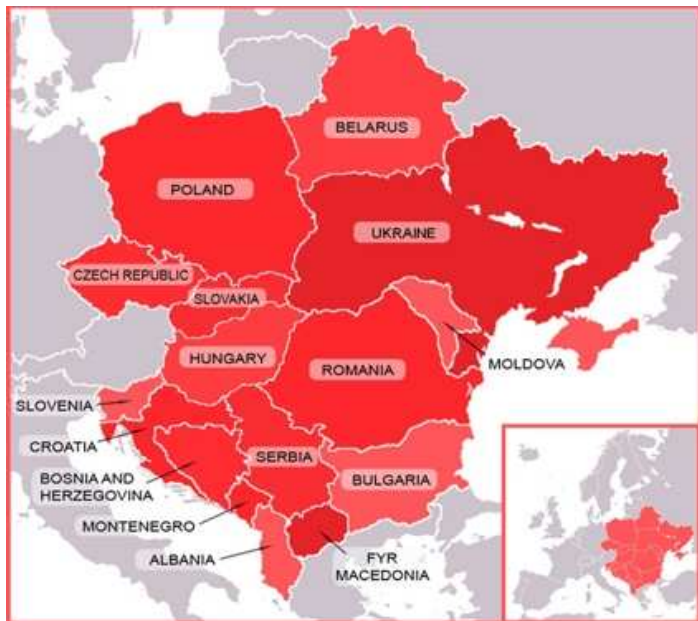 BELARUS
POLAND
UKRAINE
CZECH REPUBLIC
SLOVAKIA
HUNGARY
ROMANIA
MOLDOVA
SLOVENIA
CROATIA
SERBIA
BOSNIA AND
HERZEGOVINA
BULGARIA
MONTENEGRO
ALBANIA
FYR
MACEDONIA